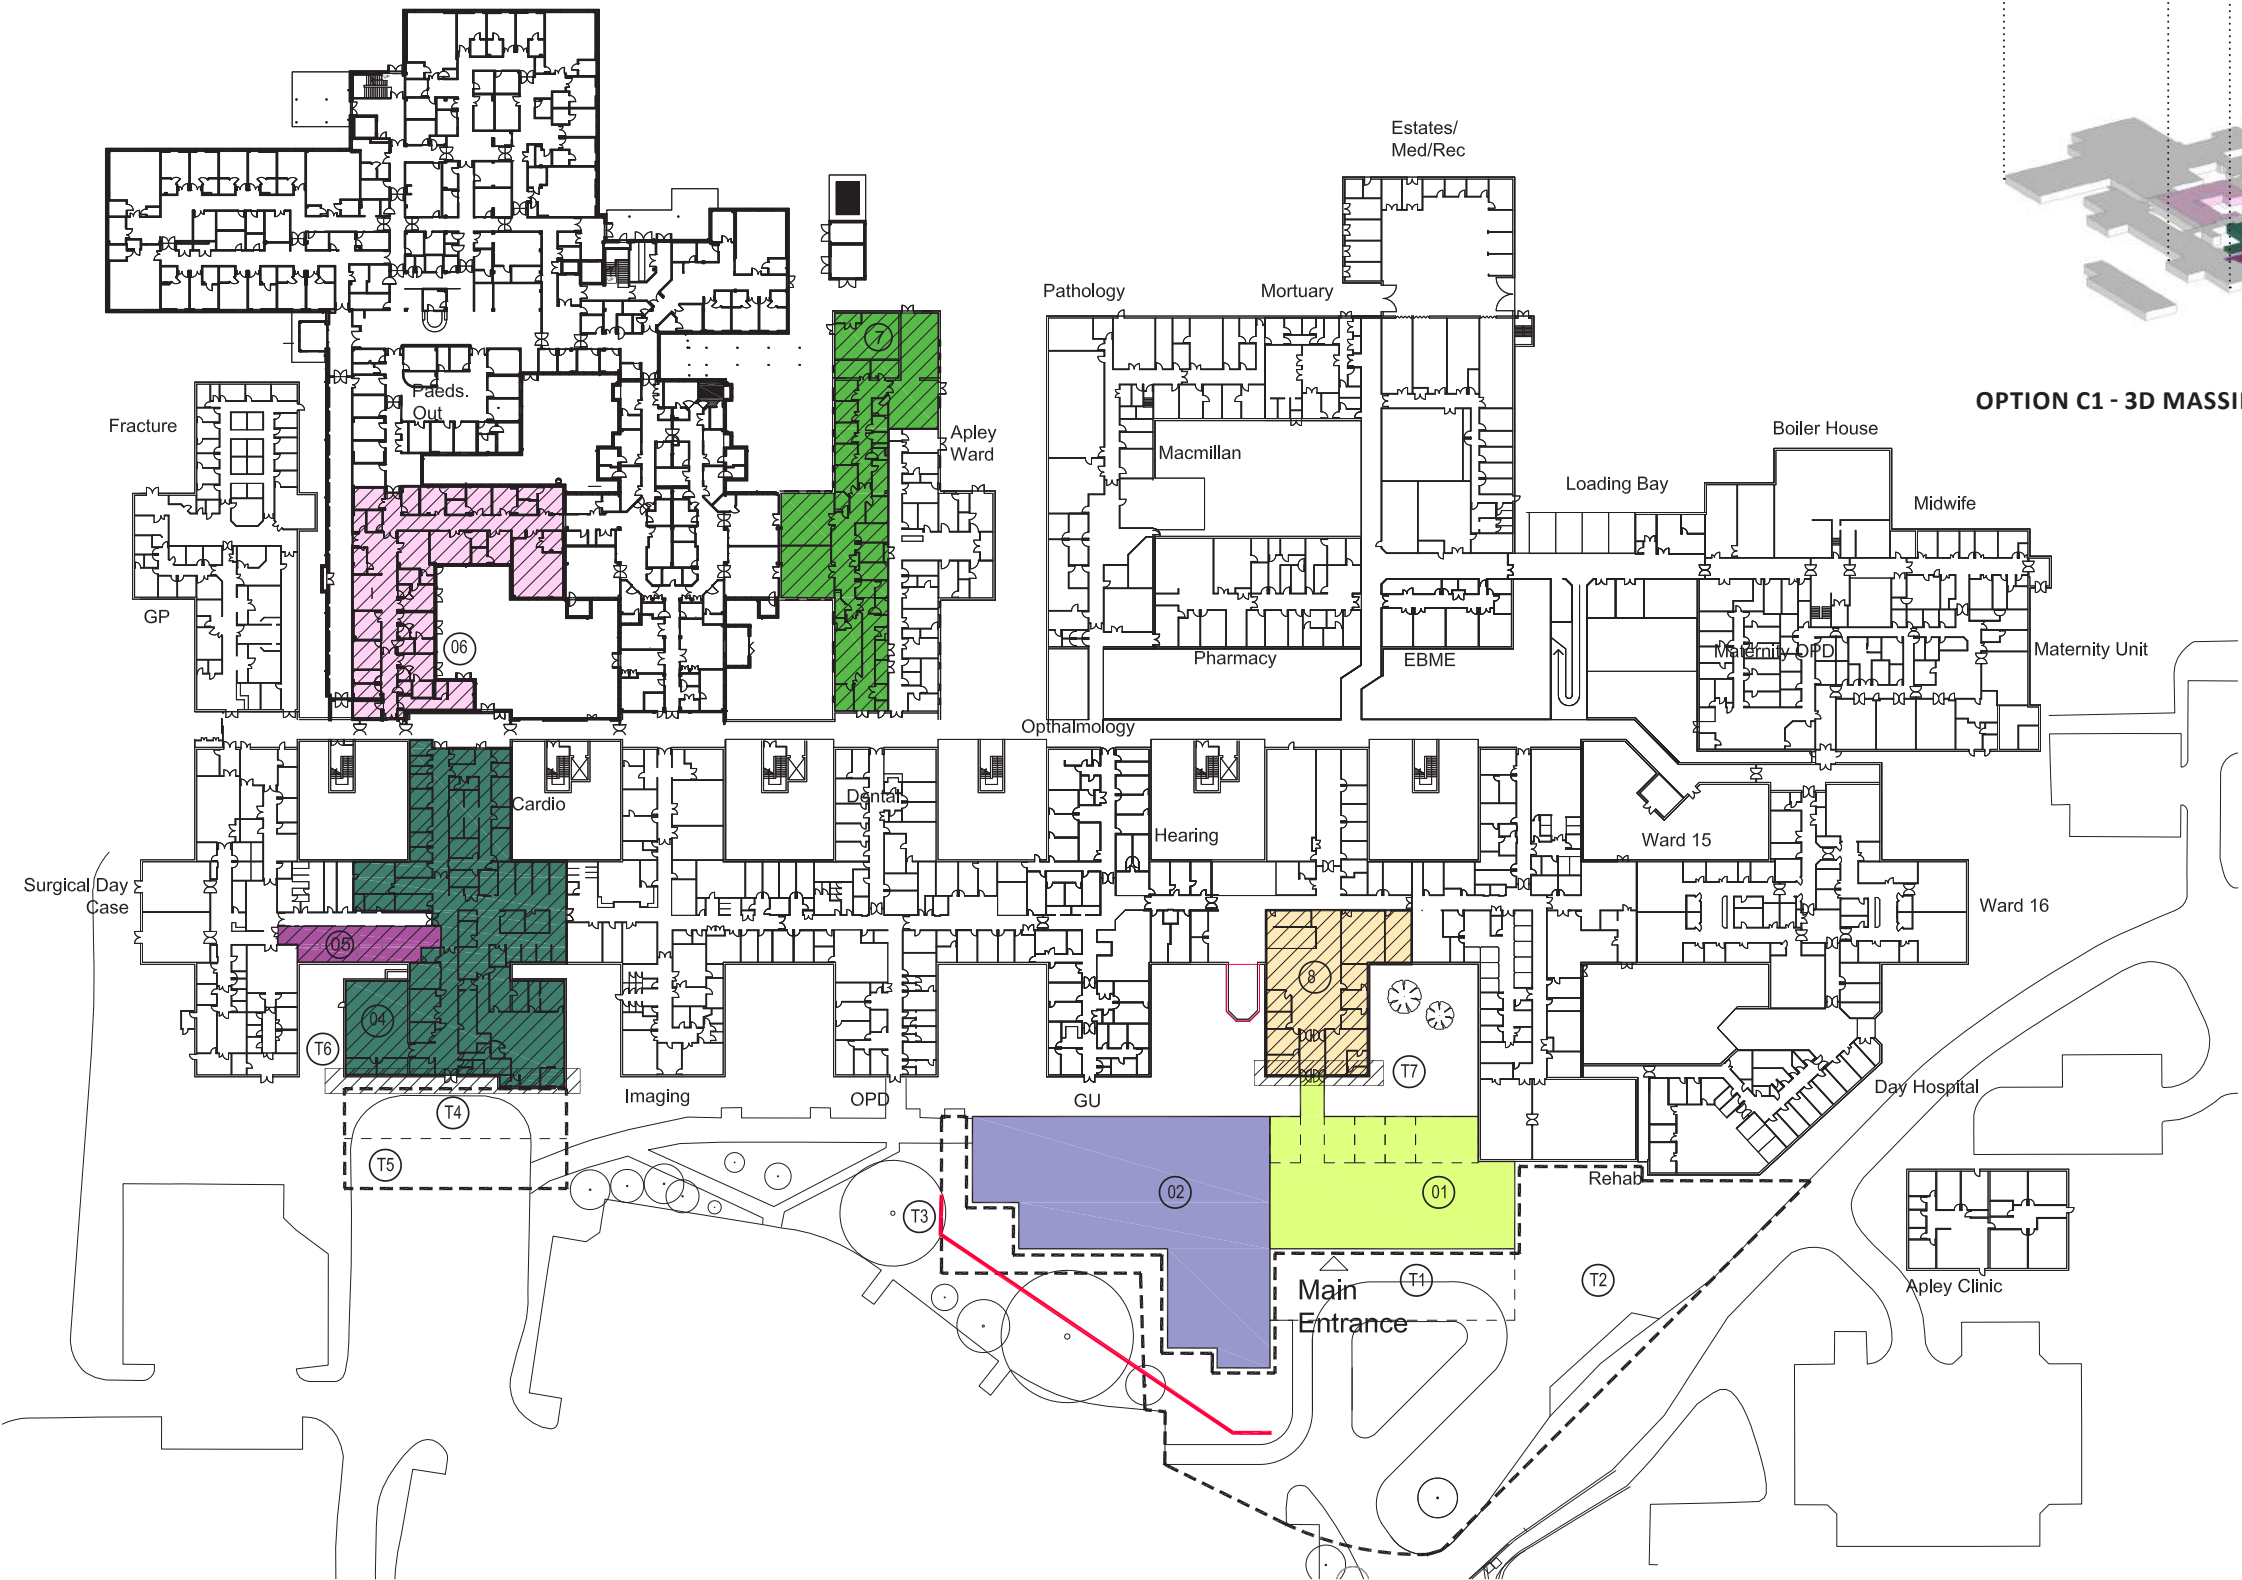 Estates/
Med/Rec
Pathology
Mortuary
7
Paeds.
Out
OPTION C1 - 3D MASSI
Fracture
Apley
Ward
Boiler House
Macmillan
Loading Bay
Midwife
GP
06
Pharmacy
EBME
Maternity OPD
Maternity Unit
Opthalmology
Cardio
Dental
Hearing
Ward 15
Surgical Day
Case
Ward 16
05
8
04
T6
T7
Imaging
OPD
GU
Day Hospital
T4
T5
02
01
Rehab
T3
Main
Entrance
T1
T2
Apley Clinic